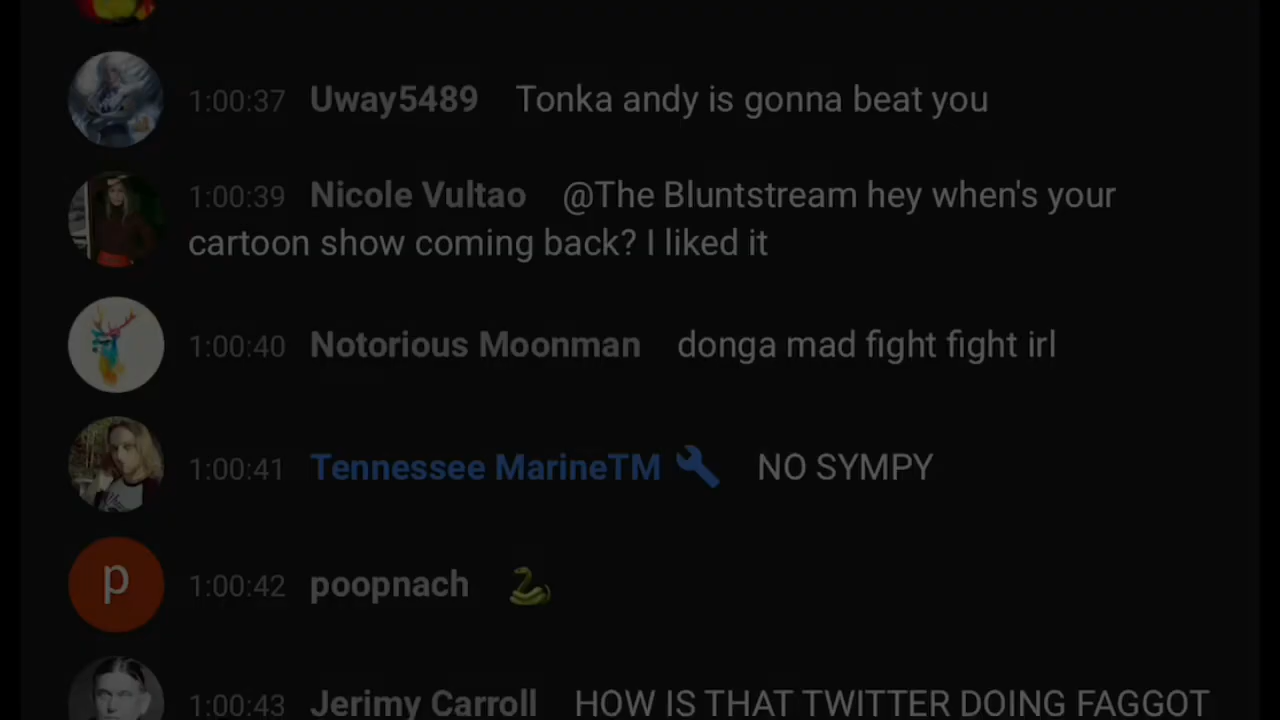 1:00:37 Uway5489 Tonka andy is gonna beat you
1:00:39 Nicole Vultao @The Bluntstream hey when's your
cartoon show coming back? I liked it
1:00:40 Notorious Moonman donga mad fight fight irl
1:00:41 Tennessee MarineTM NO SYMPY
p 1:00:42 poopnach
1:00:43 Jerimy Carroll HOW IS THAT TWITTER DOING FAGGOT